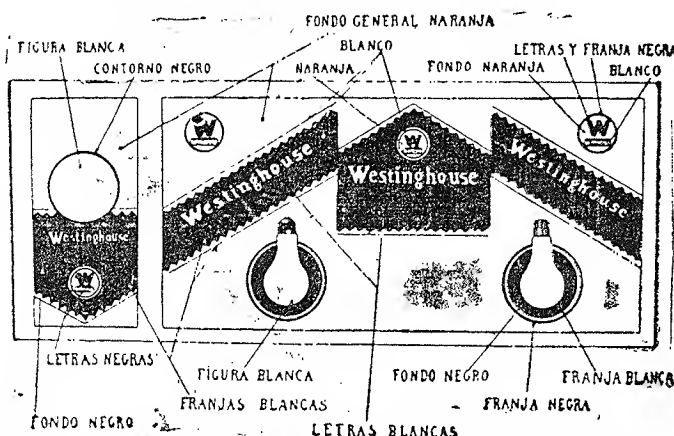 FONDO GENERAL NARANJA
FIGURA BLANCA
BLANCO
LETRAS Y FRANJA NEGRA
CONTORNO NEGRO
NARANJA
FONDO NARANJA
BLANCO
W
W
W
Westinghouse
Westinghouse
Westinghouse
Westinghouse
W
LETRAS NEGRAS
FIGURA BLANCA
FONDO NEGRO
FRANJA BLANCA
FRANJAS BLANCAS
FRANJA NEGRA
FONDO NEGRO
LETRAS BLANCAS